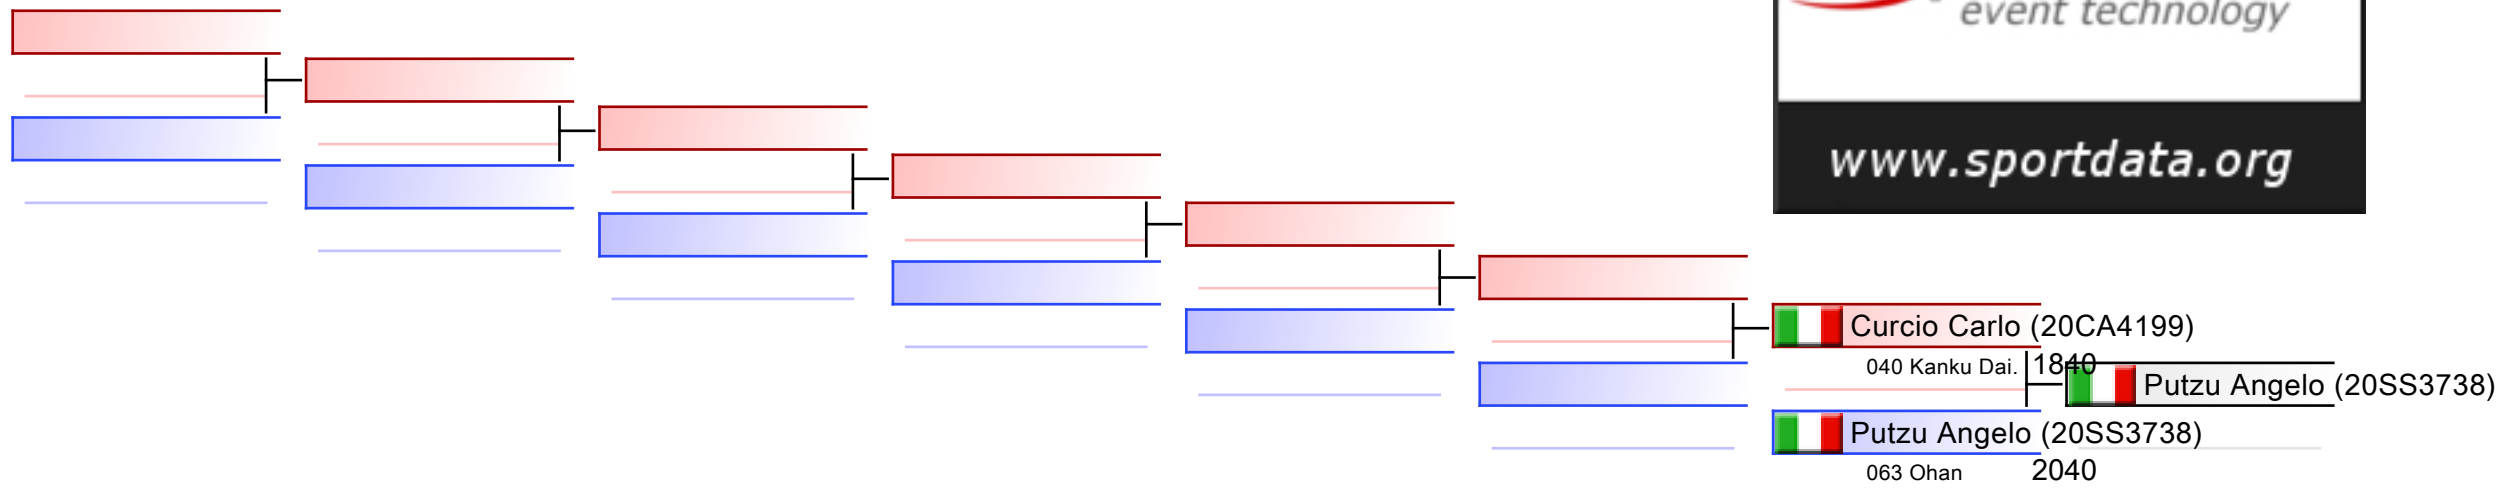 event technology
www.sportdata.org
Curcio Carlo (20CA4199)
040 Kanku Dai. 1840
Putzu Angelo (20SS3738)
Putzu Angelo (20SS3738)
063 Ohan 2040